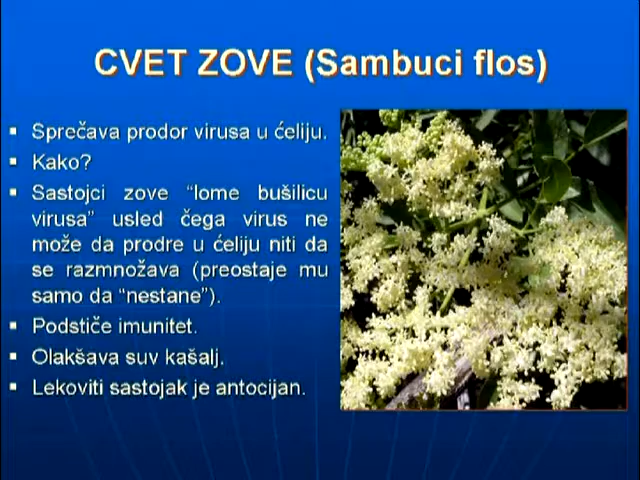 CVET ZOVE (Sambuci flos)
▪ Sprečava prodor virusa u ćeliju.
▪ Kako?
▪ Sastojci zove “lome bušilicu
virusa” usled čega virus ne
može da prodre u ćeliju niti da
se razmnožava (preostaje mu
samo da “nestane”).
▪ Podstiče imunitet.
▪ Olakšava suv kašalj.
▪ Lekoviti sastojak je antocijan.